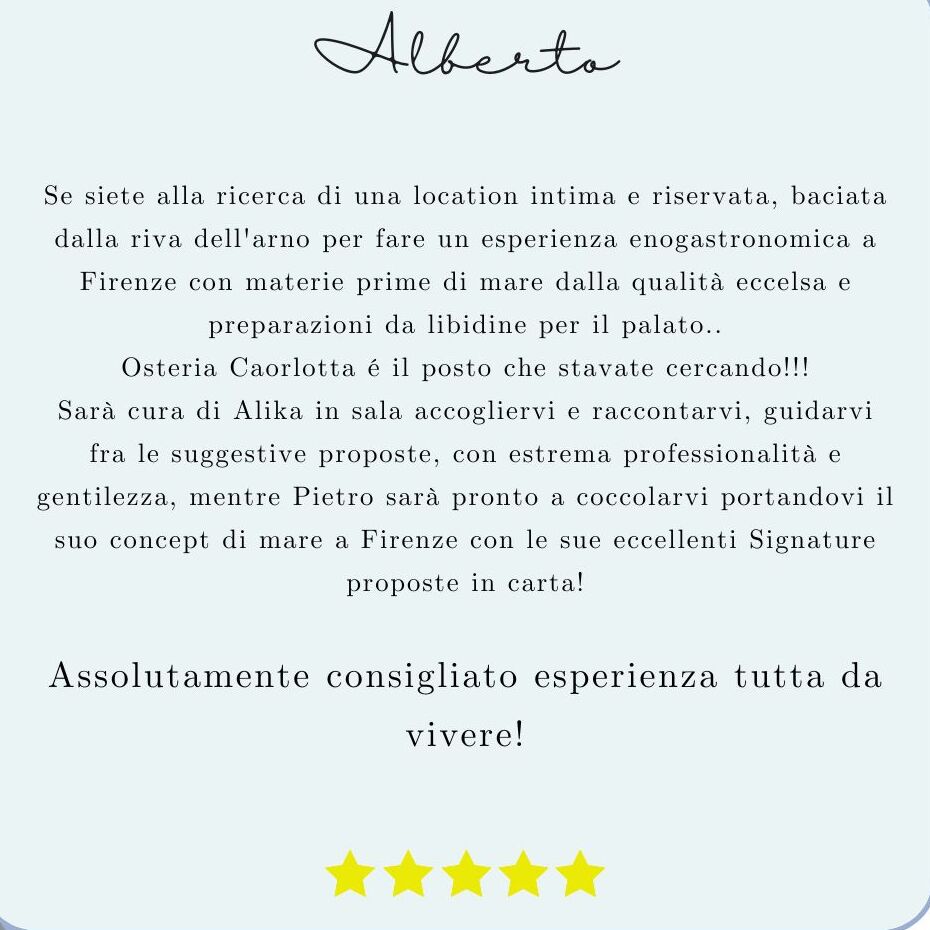 Alberto
Se siete alla ricerca di una location intima e riservata, baciata
dalla riva dell'arno per fare un esperienza enogastronomica a
Firenze con materie prime di mare dalla qualità eccelsa e
preparazioni da libidine per il palato..
Osteria Caorlotta é il posto che stavate cercando!!!
Sarà cura di Alika in sala accogliervi e raccontarvi, guidarvi
fra le suggestive proposte, con estrema professionalità e
gentilezza, mentre Pietro sarà pronto a coccolarvi portandovi il
suo concept di mare a Firenze con le sue eccellenti Signature
proposte in carta!
Assolutamente consigliato esperienza tutta da
vivere!